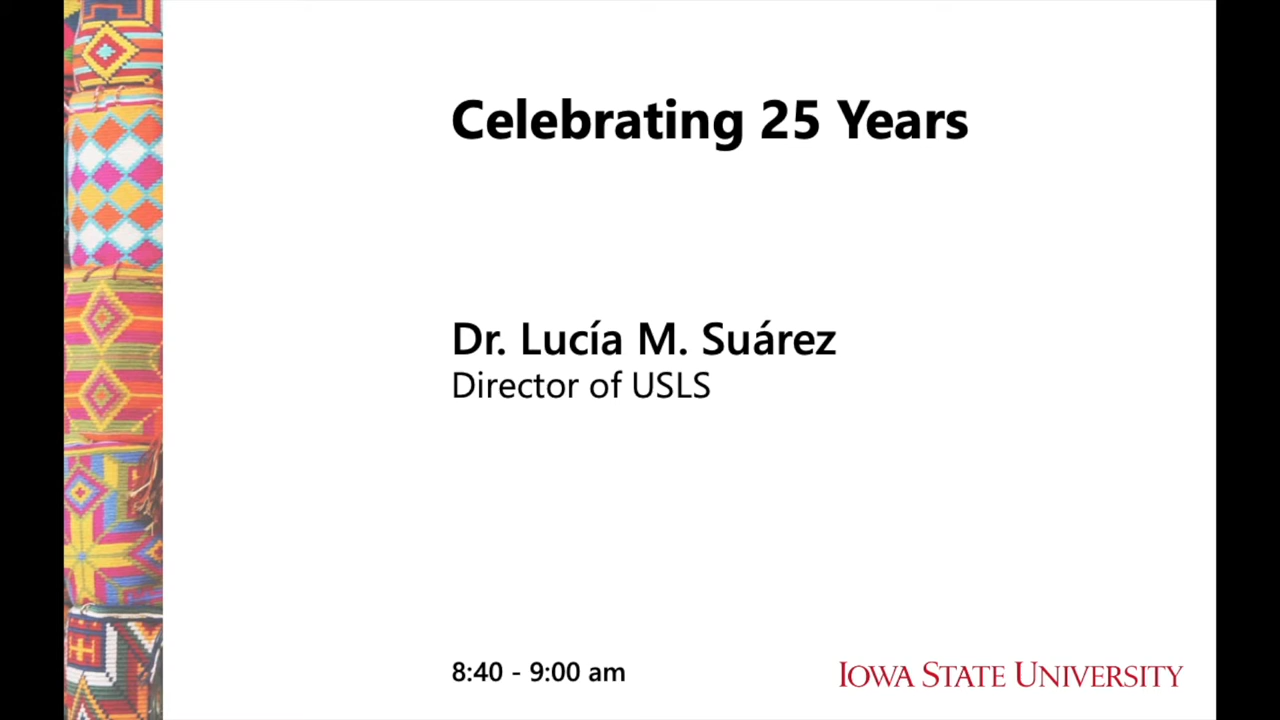 Celebrating 25 Years
Dr. Lucía M. Suárez
Director of USLS
8:40 - 9:00 am
IOWA STATE UNIVERSITY